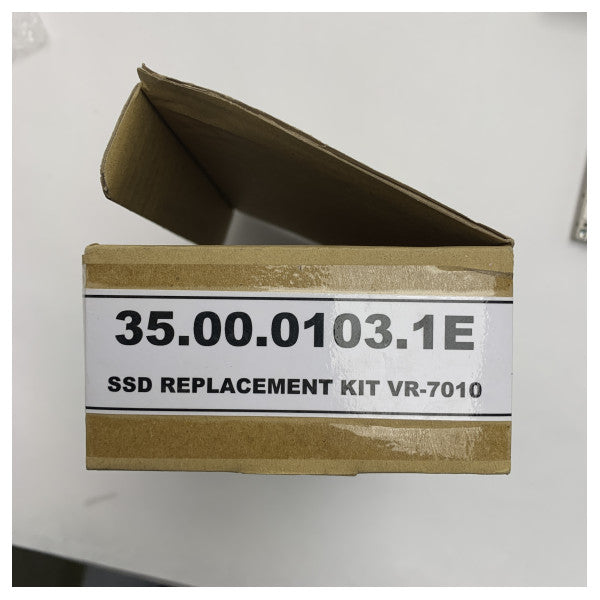 35.00.0103.1E
SSD REPLACEMENT KIT VR-7010